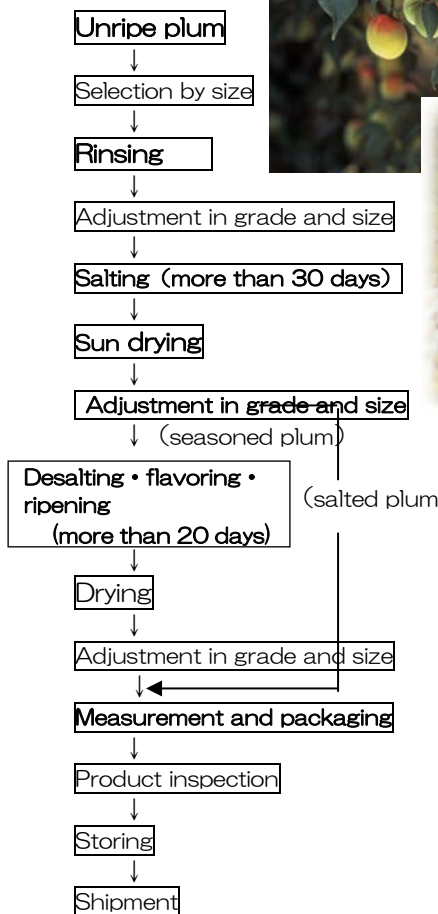 Unripe plum
↓
Selection by size
↓
Rinsing
↓
Adjustment in grade and size
↓
Salting（more than 30 days）
↓
Sun drying
↓
Adjustment in grade and size
↓ （seasoned plum）
Desalting・flavoring・
ripening
（salted plum
(more than 20 days)
↓
Drying
↓
Adjustment in grade and size
↓
Measurement and packaging
↓
Product inspection
↓
Storing
↓
Shipment